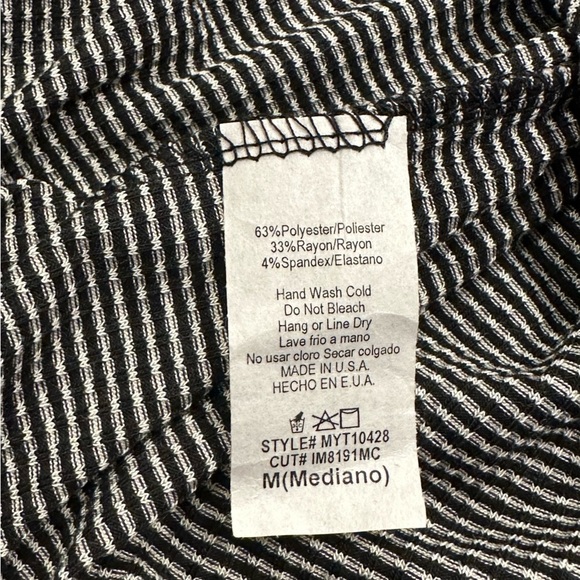 63%Polyester/Poliester
33%Rayon/Rayon
4%Spandex/Elastano
Hand Wash Cold
Do Not Bleach
Hang or Line Dry
Lave frio a mano
No usar cloro Secar colgado
MADE IN U.S.A.
HECHO EN E.U.A.
STYLE# MYT10428
CUT# IM8191MC
M(Mediano)